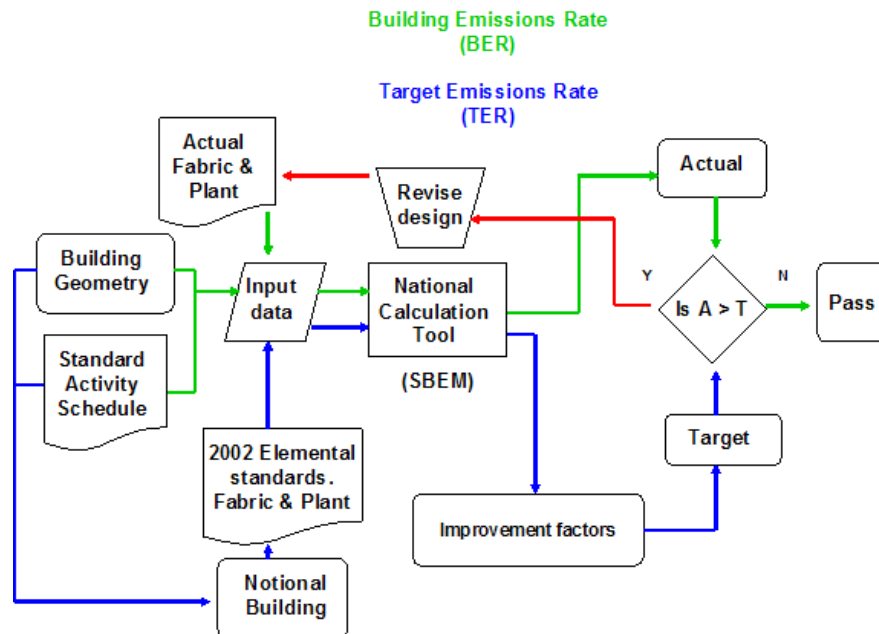 Building Emissions Rate
(BER)
Target Emissions Rate
(TER)
Actual
Fabric &
Plant
Revise
design
Actual
Building
Geometry
Input
data
National
Calculation
Tool
(SBEM)
Y
N
Is A > T
Pass
Standard
Activity
Schedule
2002 Elemental
standards.
Fabric & Plant
Target
Improvement factors
Notional
Building